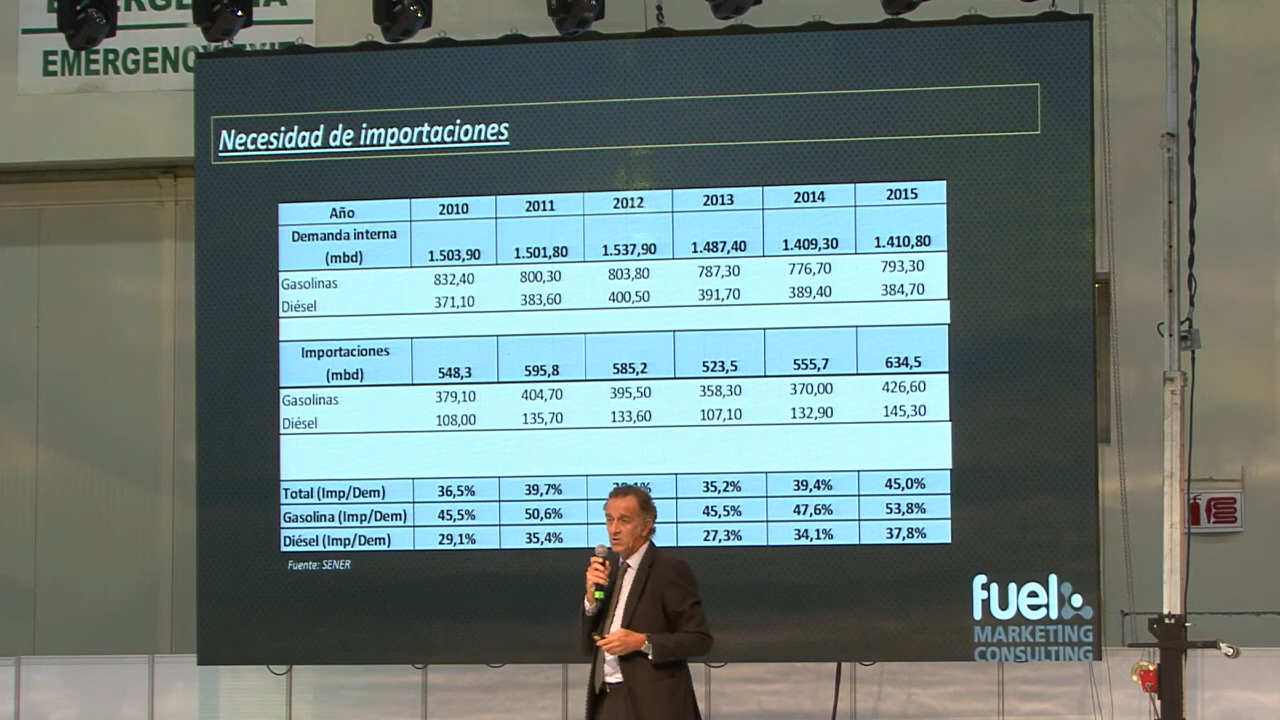 EMERGENCY EXIT
Necesidad de importaciones
Año 2010 2011 2012 2013 2014 2015
Demanda interna
(mbd) 1.503,90 1.501,80 1.537,90 1.487,40 1.409,30 1.410,80
Gasolinas 832,40 800,30 803,80 787,30 776,70 793,30
Diésel 371,10 383,60 400,50 391,70 389,40 384,70
Importaciones
(mbd) 548,3 595,8 585,2 523,5 555,7 634,5
Gasolinas 379,10 404,70 395,50 358,30 370,00 426,60
Diésel 108,00 135,70 133,60 107,10 132,90 145,30
Total (Imp/Dem) 36,5% 39,7% 35,2% 39,4% 45,0%
Gasolina (Imp/Dem) 45,5% 50,6% 45,5% 47,6% 53,8%
Diésel (Imp/Dem) 29,1% 35,4% 27,3% 34,1% 37,8%
Fuente: SENER
fuel
MARKETING
CONSULTING